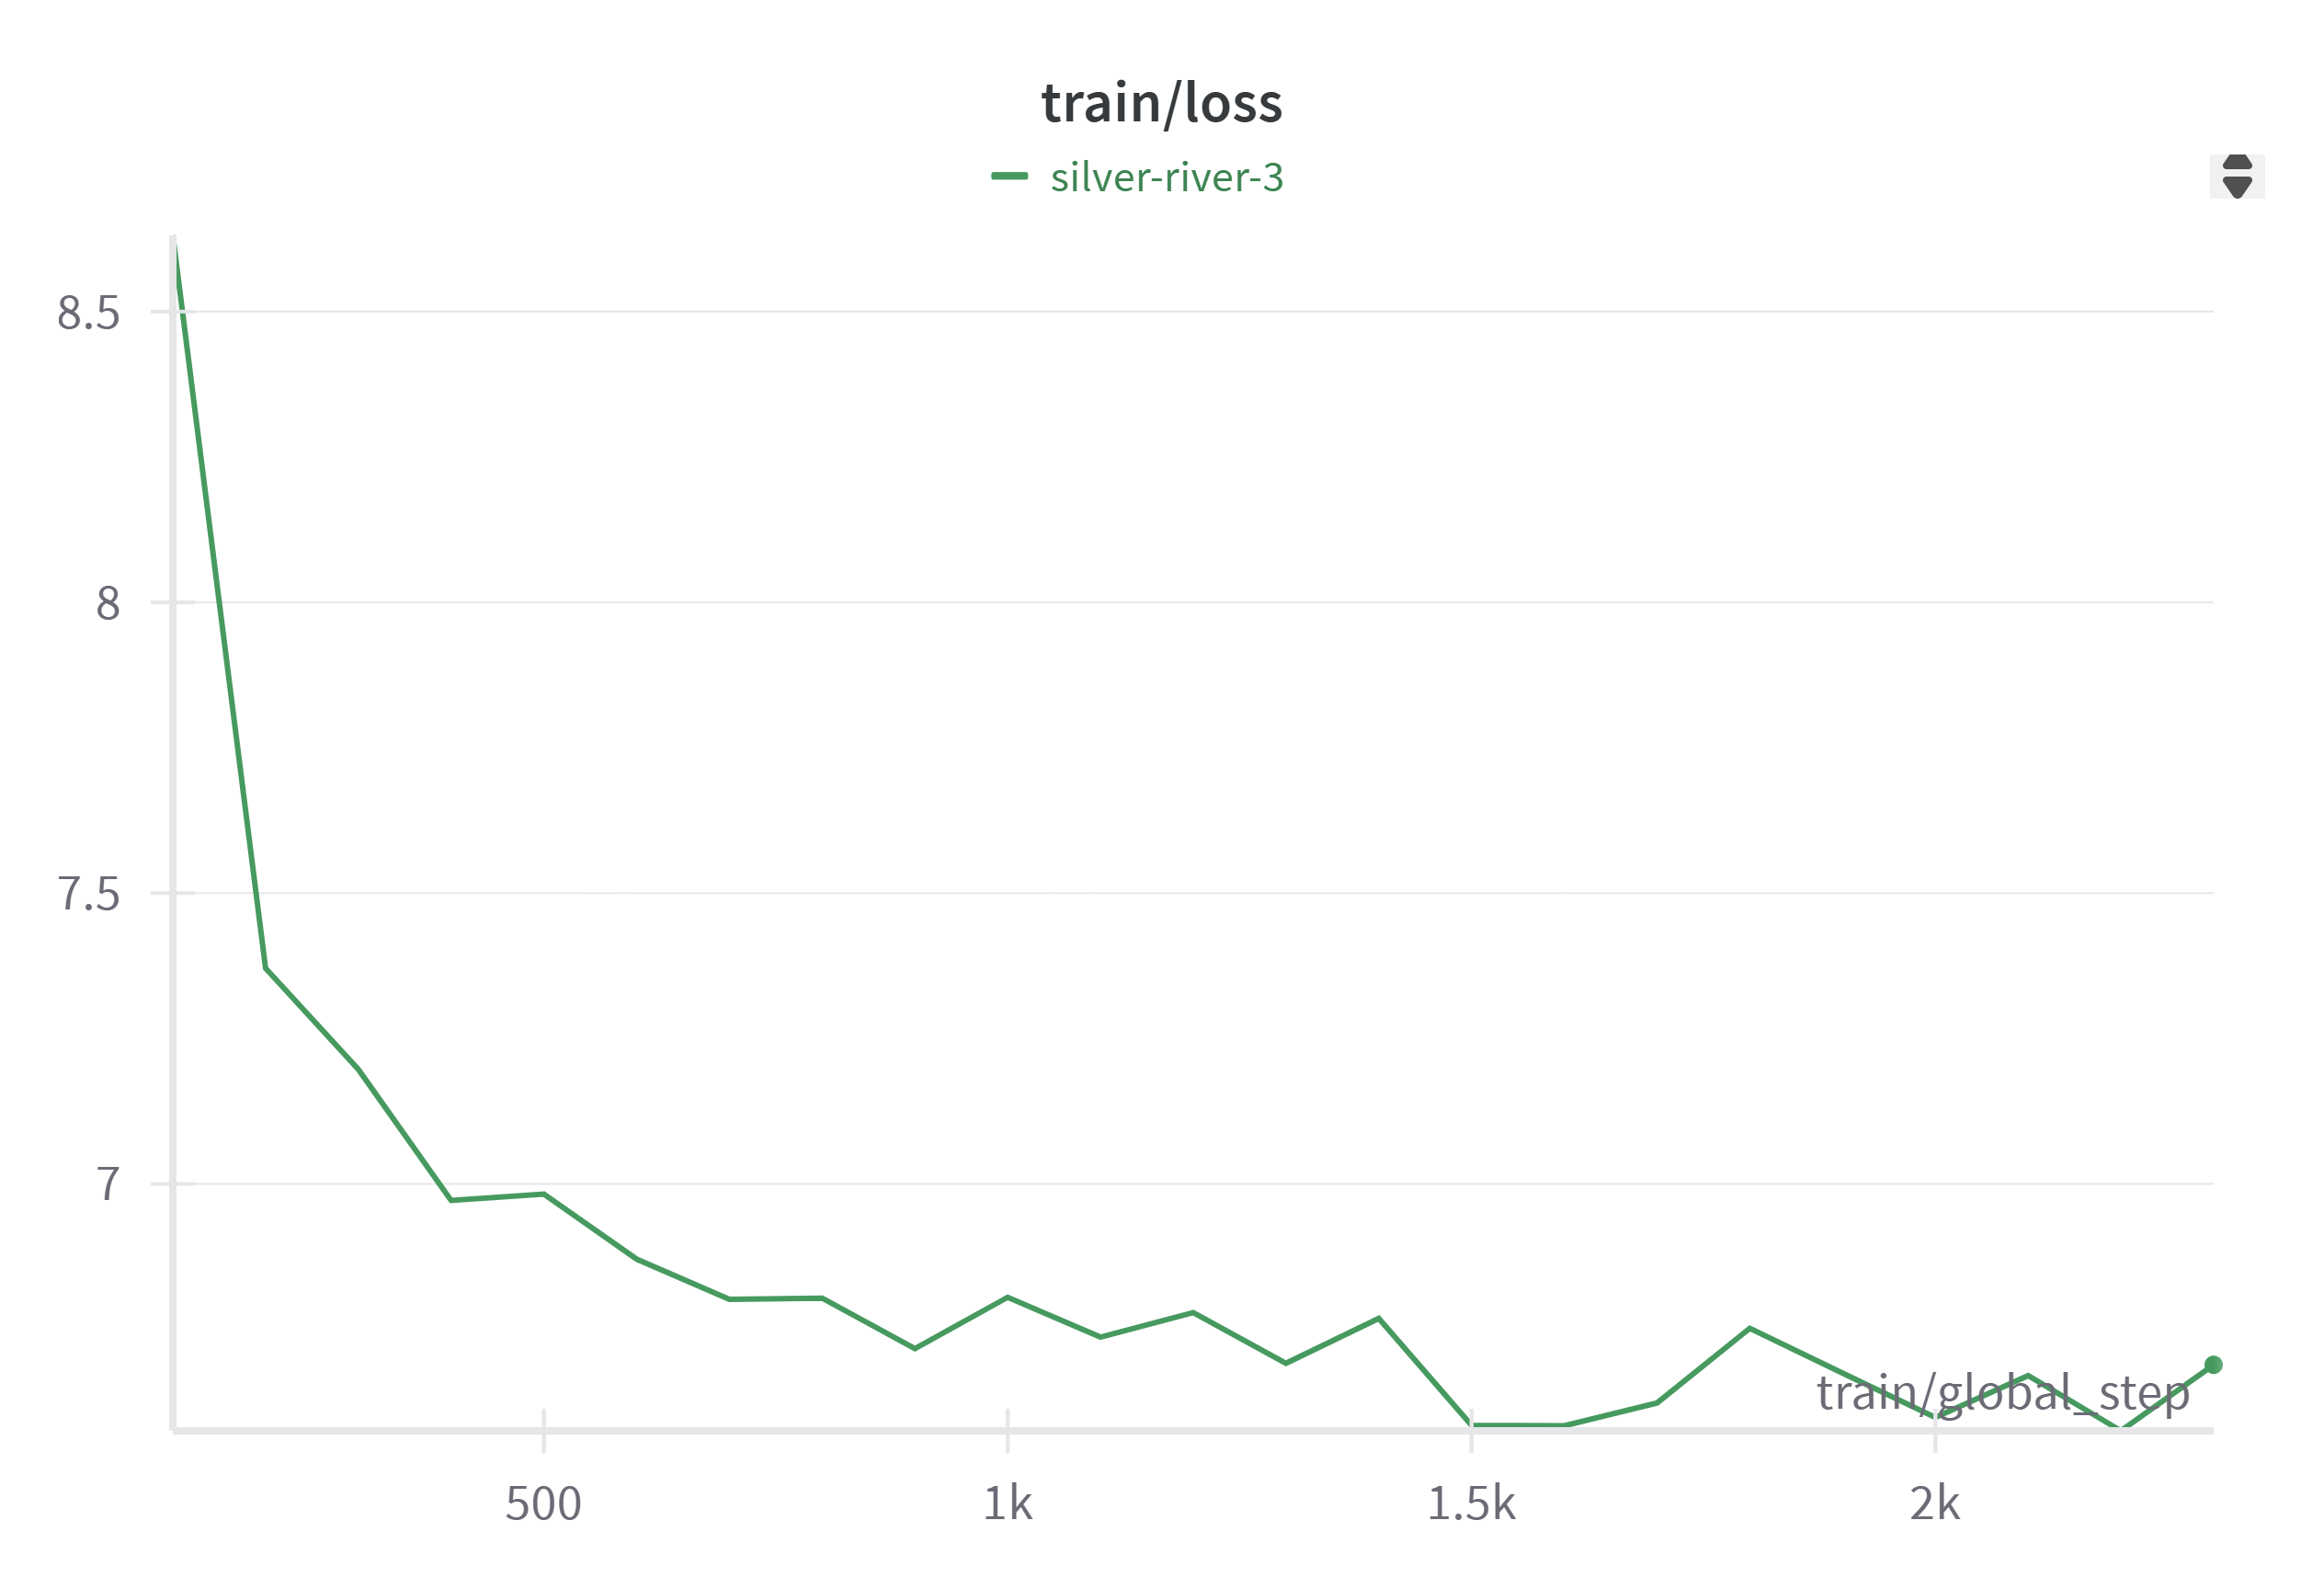 train/loss
silver-river-3
8.5
8
7.5
7
train/global_step
500 1k 1.5k 2k